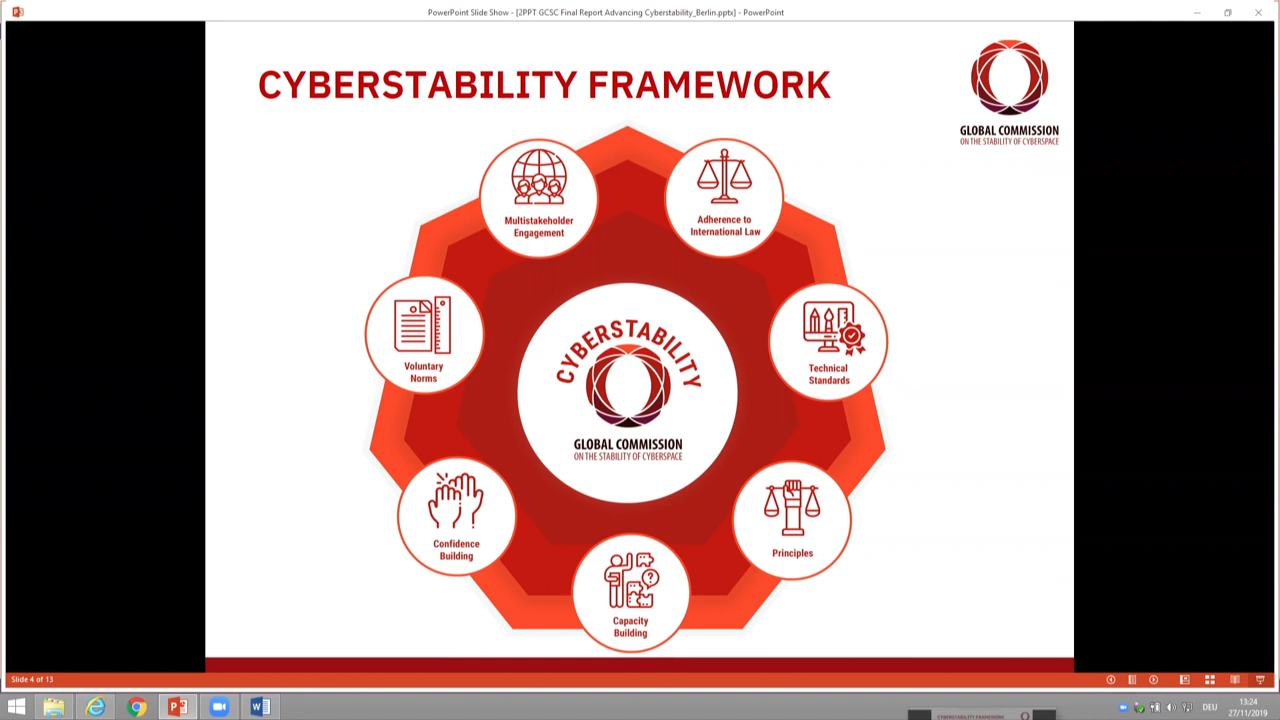 PowerPoint Slide Show - [2PPT GCSC Final Report Advancing Cyberstability_Berlin.pptx] - PowerPoint
CYBERSTABILITY FRAMEWORK
GLOBAL COMMISSION
ON THE STABILITY OF CYBERSPACE
Multistakeholder
Engagement
Adherence to
International Law
Voluntary
Norms
Technical
Standards
CYBERSTABILITY
GLOBAL COMMISSION
ON THE STABILITY OF CYBERSPACE
Confidence
Building
Principles
Capacity
Building
Slide 4 of 13
DEU
13:24
27/11/2019
CYBERSTABILITY FRAMEWORK